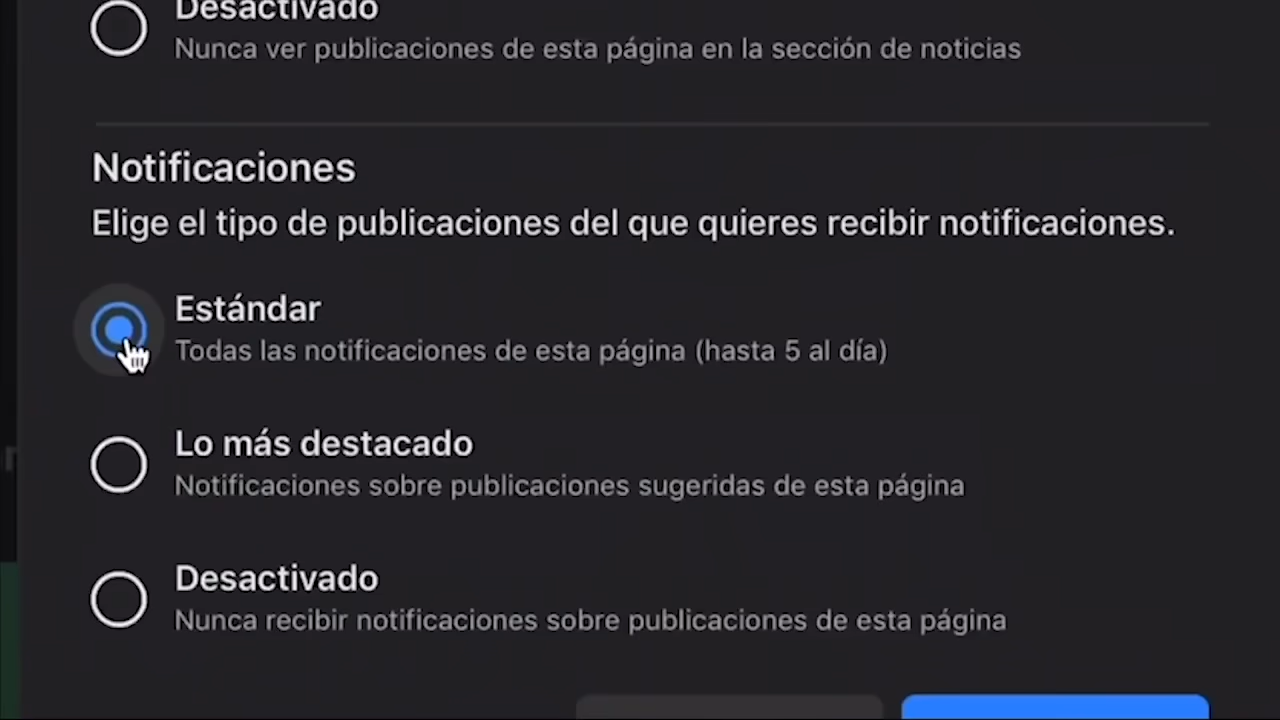 Desactivado
Nunca ver publicaciones de esta página en la sección de noticias
Notificaciones
Elige el tipo de publicaciones del que quieres recibir notificaciones.
Estándar
Todas las notificaciones de esta página (hasta 5 al día)
Lo más destacado
Notificaciones sobre publicaciones sugeridas de esta página
Desactivado
Nunca recibir notificaciones sobre publicaciones de esta página